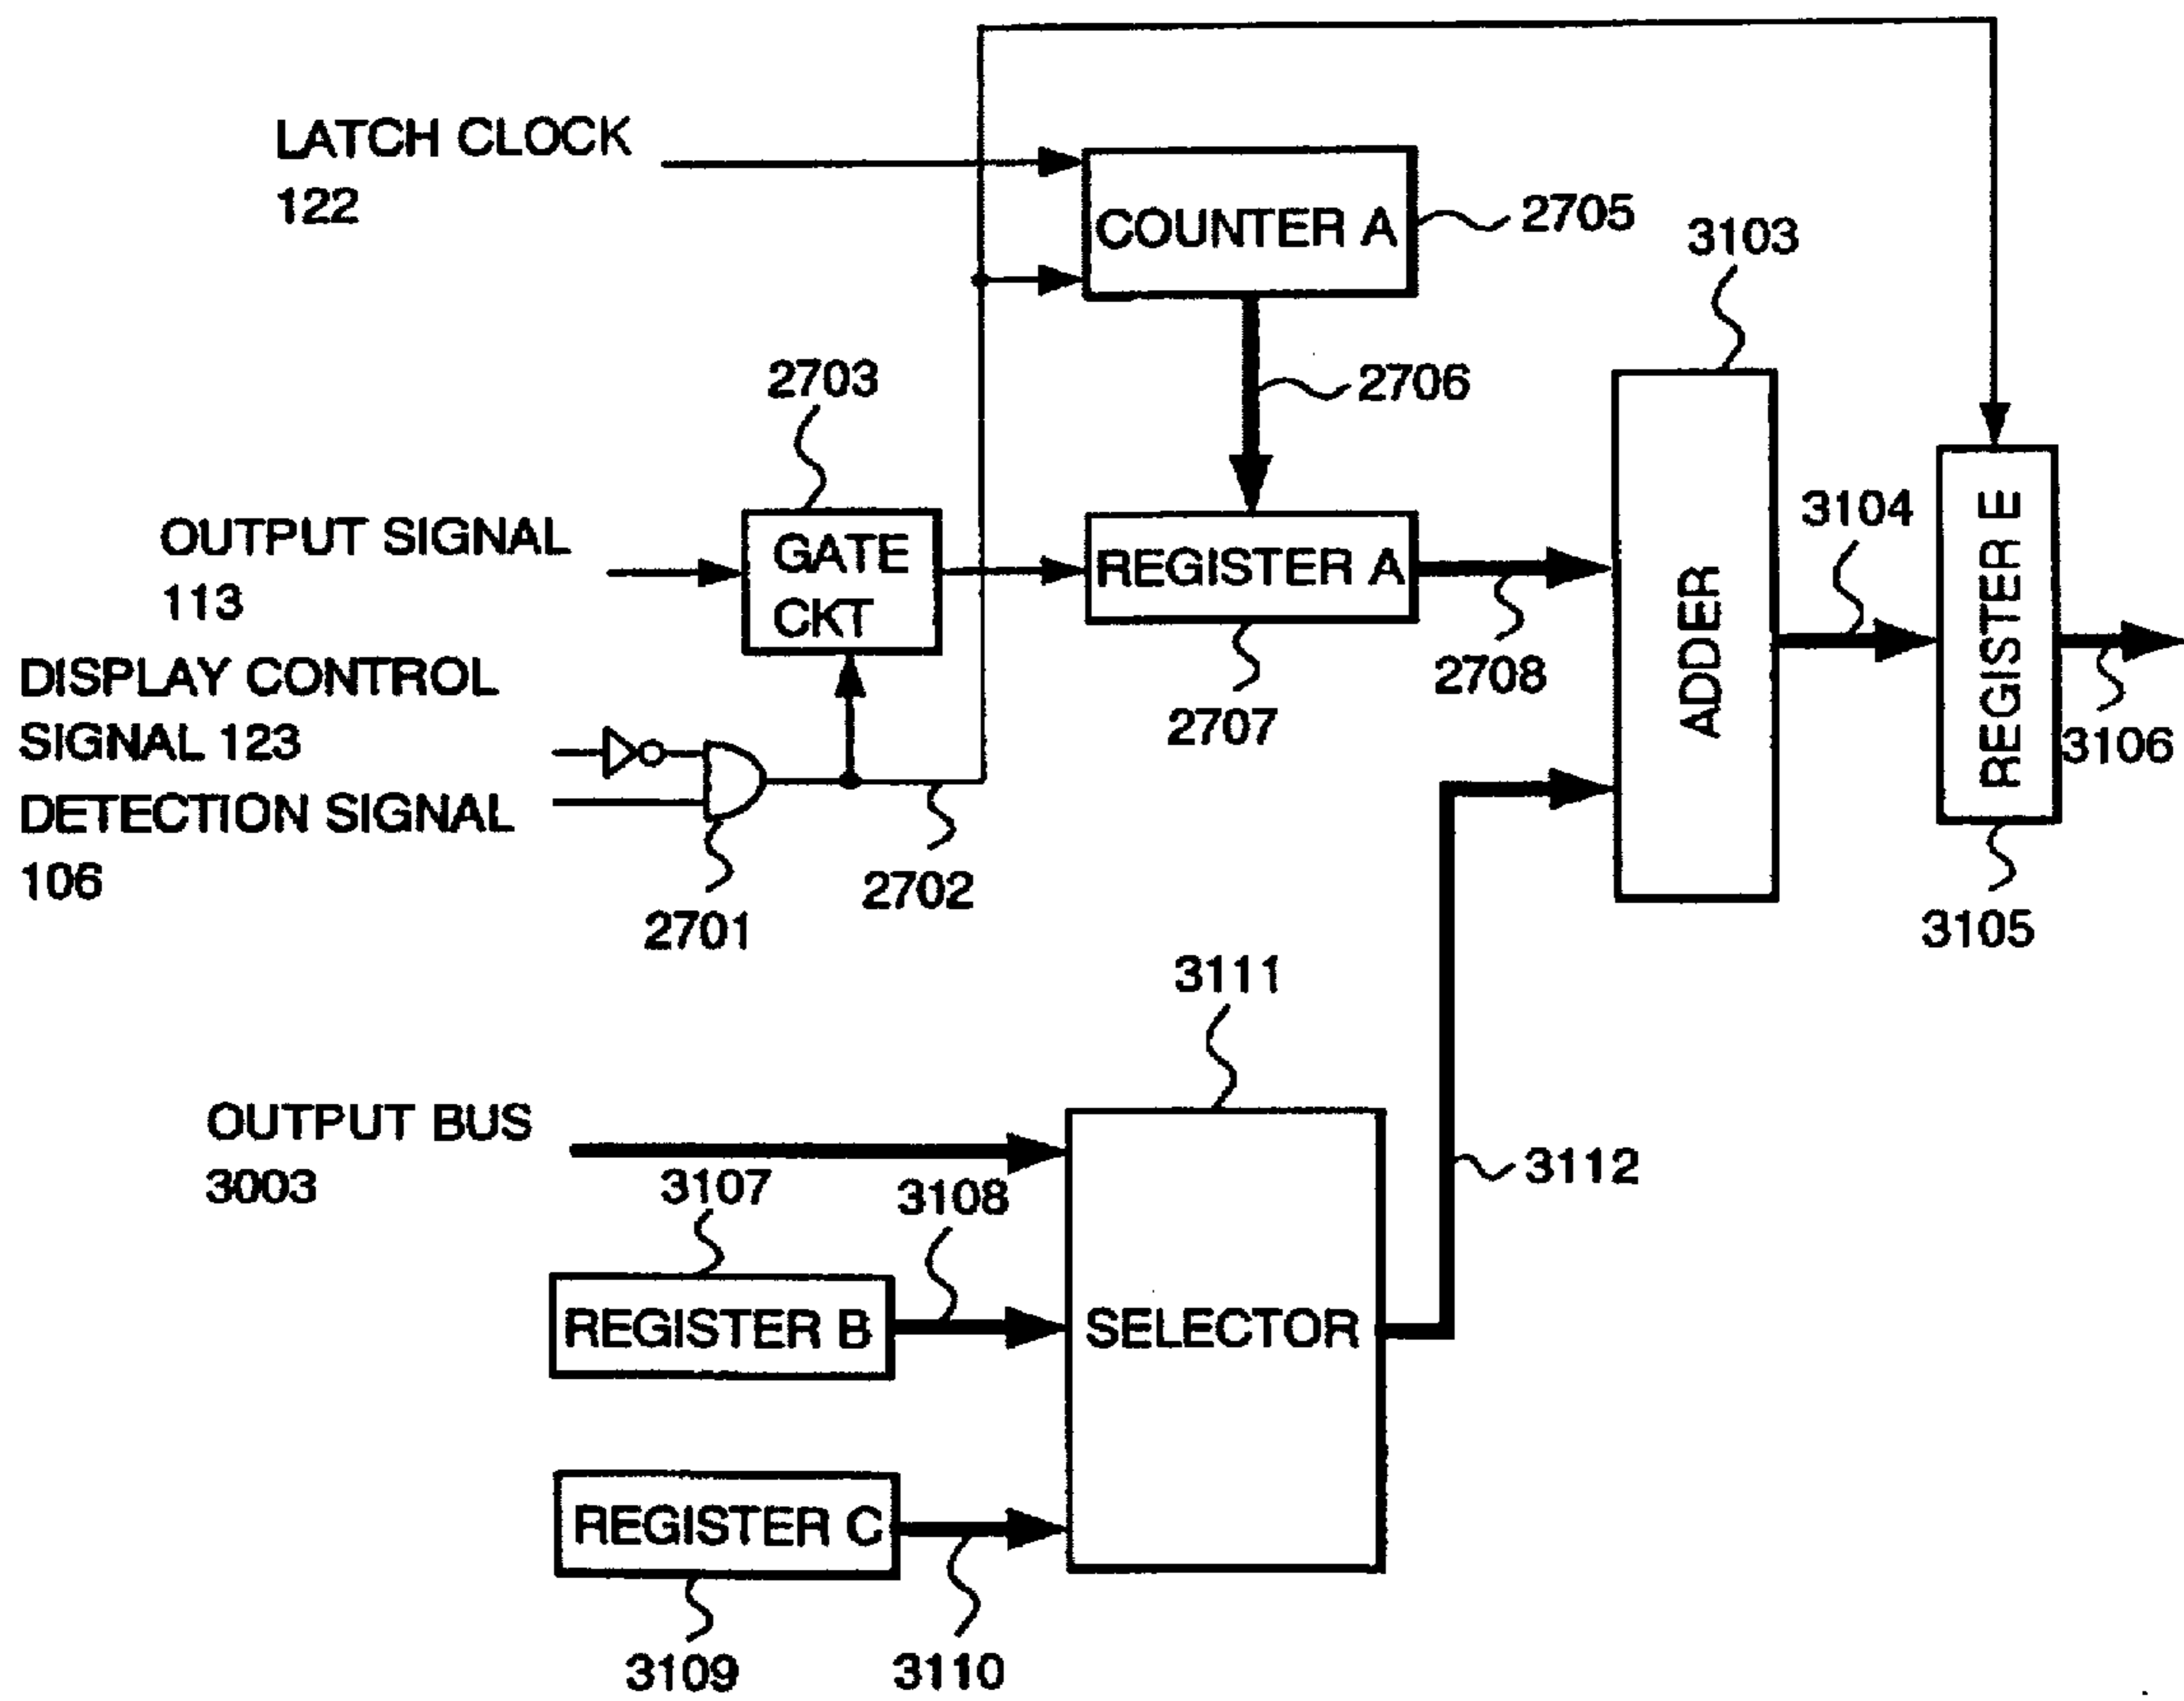 LATCH CLOCK
122
COUNTER A
2705
3103
2703
2706
OUTPUT SIGNAL
113
GATE
CKT
REGISTER A
3104
ADDER
REGISTER E
DISPLAY CONTROL
SIGNAL 123
2708
2707
3106
DETECTION SIGNAL
106
2701
2702
3105
3111
OUTPUT BUS
3003
3107
3108
3112
REGISTER B
SELECTOR
REGISTER C
3109
3110